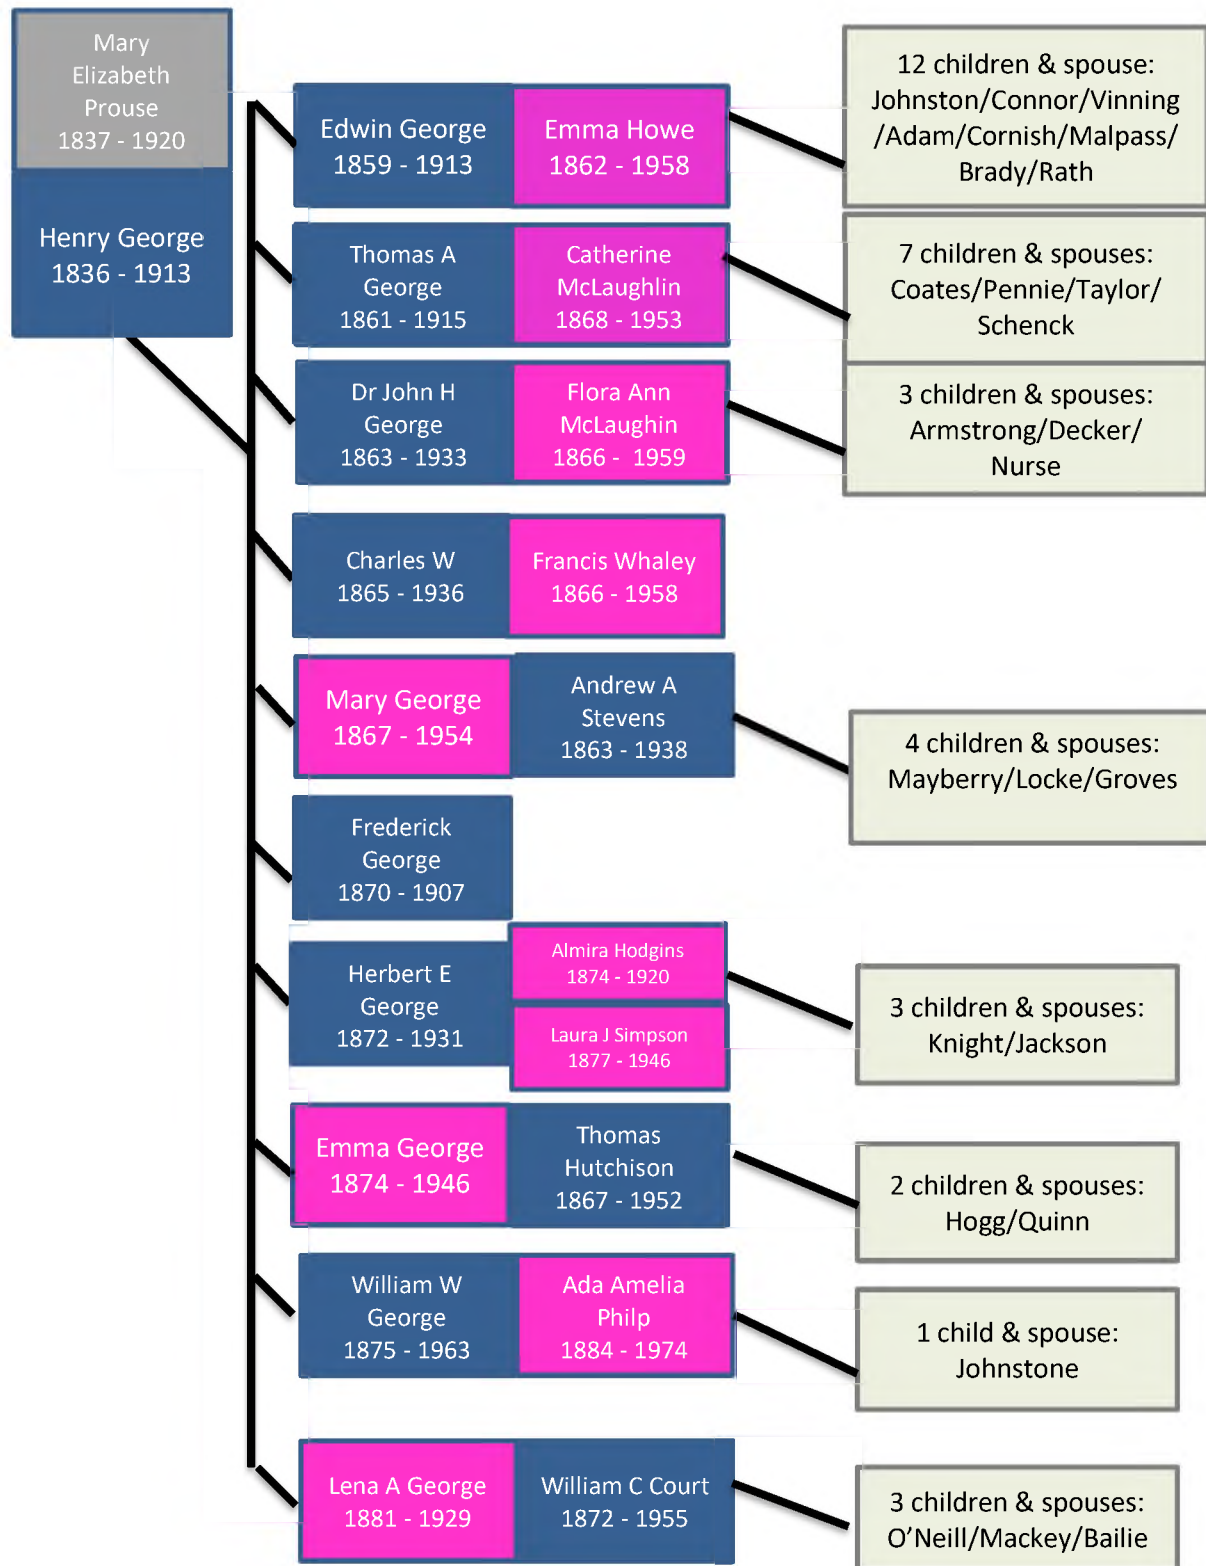 Mary
Elizabeth
Prouse
1837 - 1920
Henry George
1836 - 1913
Edwin George
1859 - 1913
Emma Howe
1862 - 1958
12 children & spouse:
Johnston/Connor/Vinning
/Adam/Cornish/Malpass/
Brady/Rath
Thomas A
George
1861 - 1915
Catherine
McLaughlin
1868 - 1953
7 children & spouses:
Coates/Pennie/Taylor/
Schenck
Dr John H
George
1863 - 1933
Flora Ann
McLaughin
1866 - 1959
3 children & spouses:
Armstrong/Decker/
Nurse
Charles W
1865 - 1936
Francis Whaley
1866 - 1958
Mary George
1867 - 1954
Andrew A
Stevens
1863 - 1938
4 children & spouses:
Mayberry/Locke/Groves
Frederick
George
1870 - 1907
Herbert E
George
1872 - 1931
Almira Hodgins
1874 - 1920
Laura J Simpson
1877 - 1946
3 children & spouses:
Knight/Jackson
Emma George
1874 - 1946
Thomas
Hutchison
1867 - 1952
2 children & spouses:
Hogg/Quinn
William W
George
1875 - 1963
Ada Amelia
Philp
1884 - 1974
1 child & spouse:
Johnstone
Lena A George
1881 - 1929
William C Court
1872 - 1955
3 children & spouses:
O'Neill/Mackey/Bailie